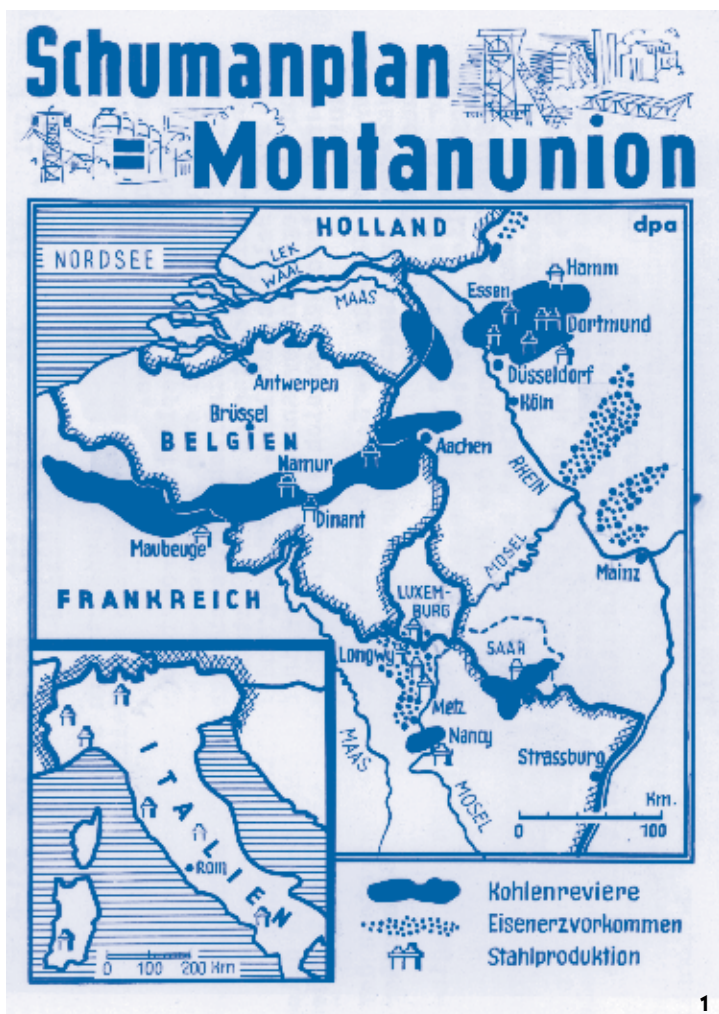 Schumanplan
Montanunion
HOLLAND
dpa
NORDSEE
LEK
WAAL
MAAS
Hamm
Essen
Dortmund
Düsseldorf
Köln
Antwerpen
Brüssel
BELGIEN
Aachen
Namur
Dinant
RHEIN
Maubeuge
MOSEL
Mainz
FRANKREICH
LUXEM-
BURG
SAAR
Longwy
Metz
Nancy
MAAS
MOSEL
Strassburg
Km.
0 100
ITALIEN
Rom
0 100 200 Km
Kohlenreviere
Eisenerzvorkommen
Stahlproduktion
1